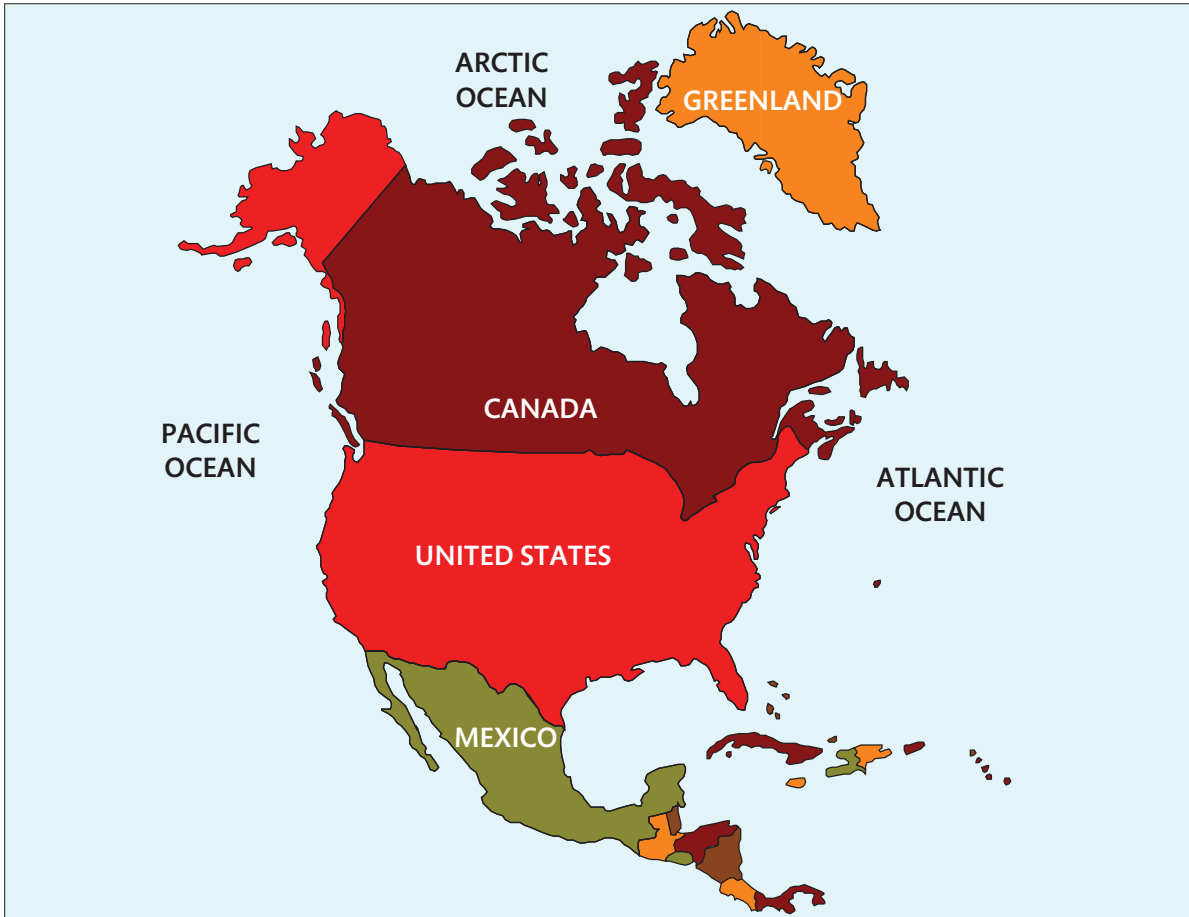 ARCTIC
OCEAN
GREENLAND
CANADA
PACIFIC
OCEAN
ATLANTIC
OCEAN
UNITED STATES
MEXICO